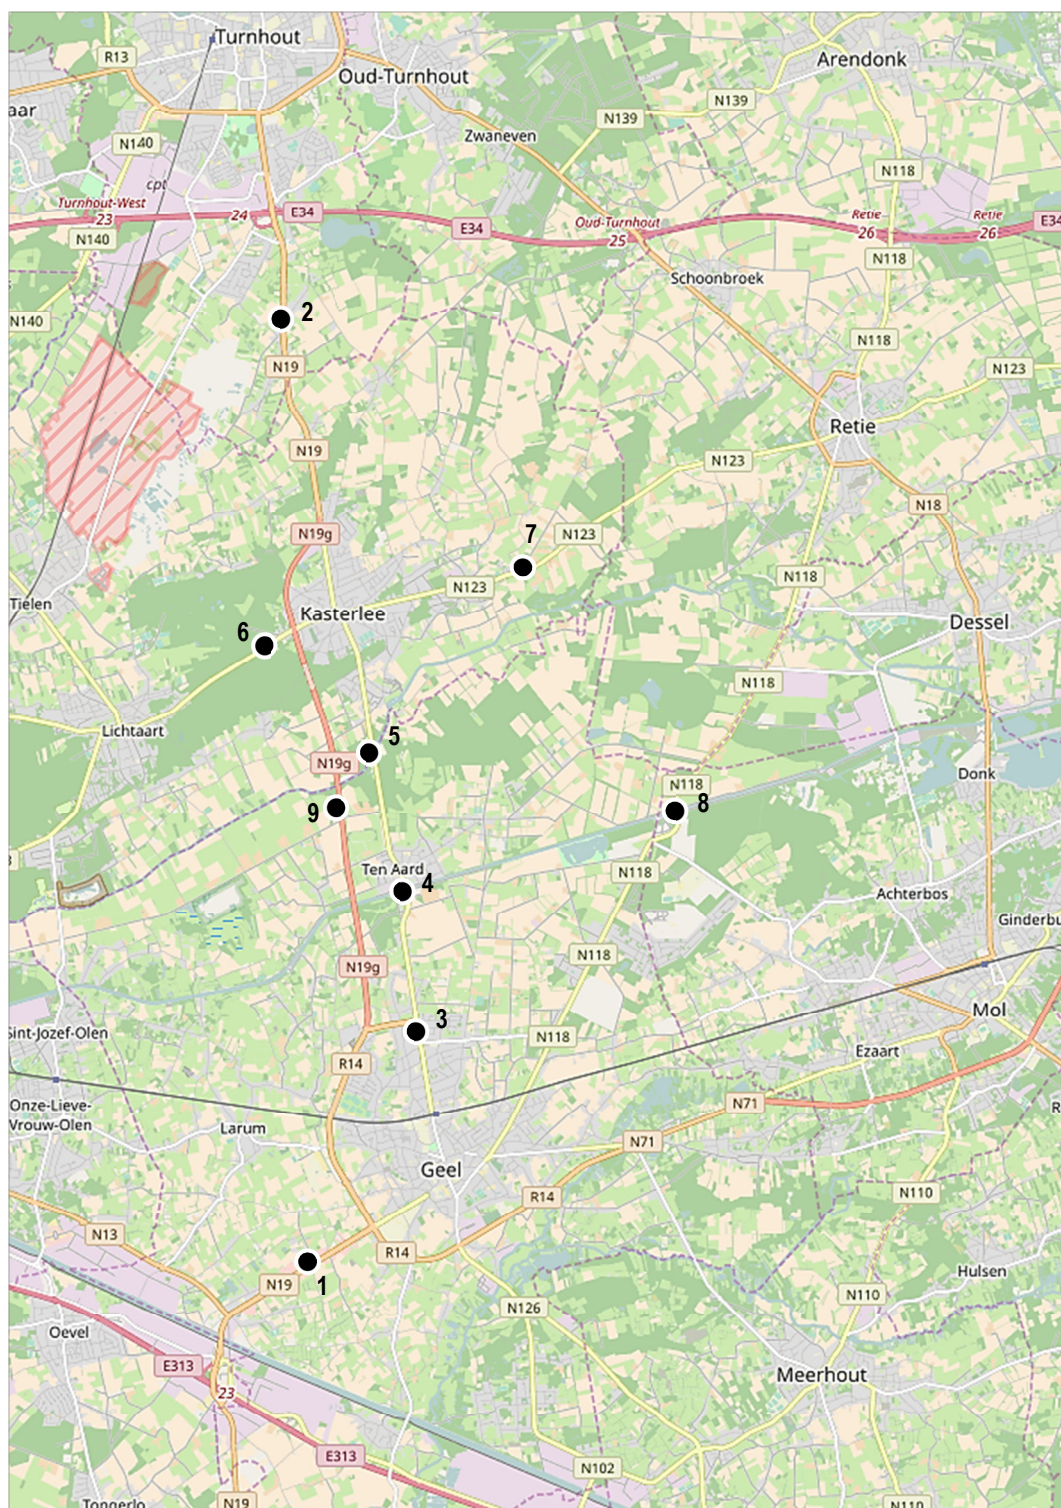 Turnhout
R13
Oud-Turnhout
Arendonk
aar
N139
N139
Zwaneven
N140
N118
cpt
Turnhout-West
23
24
E34
E34
Oud-Turnhout
25
Retie
26
Retie
26
E34
N140
N118
Schoonbroek
2
N140
N118
N19
N123
Retie
N19
N123
N18
N19g
7
N123
N118
N123
Tielen
Kasterlee
Dessel
6
N118
Lichtaart
5
N19g
Donk
N118
8
9
Ten Aard
4
N118
Achterbos
Ginderbu
N118
N19g
Mol
3
Sint-Jozef-Olen
N118
Ezaart
R14
Onze-Lieve-
Vrouw-Olen
N71
R
Larum
N71
Geel
N110
R14
N13
R14
Hulsen
N19
1
N110
N126
Oevel
E313
Meerhout
23
E313
N102
N19
Tongerlo
N110